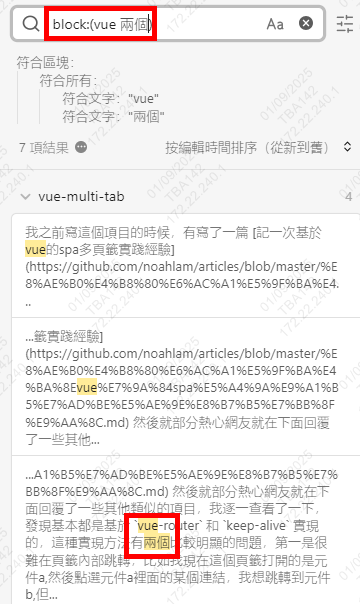 block:(vue 兩個)
Aa
符合區塊:
符合所有:
符合文字: "vue"
符合文字: "兩個"
7 項結果
按編輯時間排序（從新到舊）
vue-multi-tab
4
我之前寫這個項目的時候，有寫了一篇 [記一次基於
vue的spa多頁籤實踐經驗]
(https://github.com/noahlam/articles/blob/master/%E
8%AE%B0%E4%B8%80%E6%AC%A1%E5%9F%BA%E4.
..
...籤實踐經驗]
(https://github.com/noahlam/articles/blob/master/%E
8%AE%B0%E4%B8%80%E6%AC%A1%E5%9F%BA%E4%
BA%8Evue%E7%9A%84spa%E5%A4%9A%E9%A1%B
5%E7%AD%BE%E5%AE%9E%E8%B7%B5%E7%BB%8F
%E9%AA%8C.md) 然後就部分熱心網友就在下面回覆
了一些其他...
...A1%B5%E7%AD%BE%E5%AE%9E%E8%B7%B5%E7%
BB%8F%E9%AA%8C.md) 然後就部分熱心網友就在下
面回覆了一些其他類似的項目，我逐一查看了一下，
發現基本都是基於 `vue-router` 和 `keep-alive` 實現
的，這種實現方法有兩個比較明顯的問題，第一是很
難在頁籤內部跳轉，比如我現在這個頁籤打開的是元
件a,然後點選元件a裡面的某個連結，我想跳轉到元件
b,但...
01/08/2025
TBA142
172.22.240.1